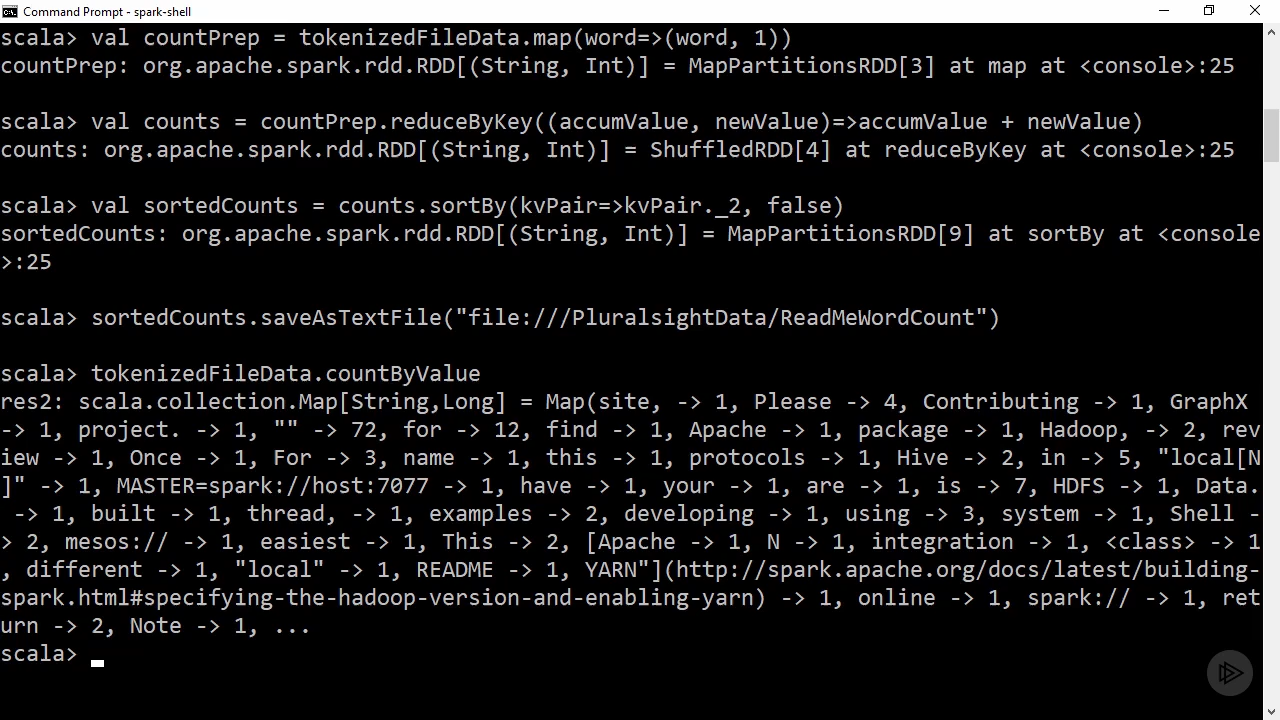 Command Prompt - spark-shell
scala> val countPrep = tokenizedFileData.map(word=>(word, 1))
countPrep: org.apache.spark.rdd.RDD[(String, Int)] = MapPartitionsRDD[3] at map at <console>:25
scala> val counts = countPrep.reduceByKey((accumValue, newValue)=>accumValue + newValue)
counts: org.apache.spark.rdd.RDD[(String, Int)] = ShuffledRDD[4] at reduceByKey at <console>:25
scala> val sortedCounts = counts.sortBy(kvPair=>kvPair._2, false)
sortedCounts: org.apache.spark.rdd.RDD[(String, Int)] = MapPartitionsRDD[9] at sortBy at <console
>:25
scala> sortedCounts.saveAsTextFile("file:///PluralsightData/ReadMeWordCount")
scala> tokenizedFileData.countByValue
res2: scala.collection.Map[String,Long] = Map(site, -> 1, Please -> 4, Contributing -> 1, GraphX
-> 1, project. -> 1, "" -> 72, for -> 12, find -> 1, Apache -> 1, package -> 1, Hadoop, -> 2, rev
iew -> 1, Once -> 1, For -> 3, name -> 1, this -> 1, protocols -> 1, Hive -> 2, in -> 5, "local[N
]" -> 1, MASTER=spark://host:7077 -> 1, have -> 1, your -> 1, are -> 1, is -> 7, HDFS -> 1, Data.
 -> 1, built -> 1, thread, -> 1, examples -> 2, developing -> 1, using -> 3, system -> 1, Shell -
> 2, mesos:// -> 1, easiest -> 1, This -> 2, [Apache -> 1, N -> 1, integration -> 1, <class> -> 1
, different -> 1, "local" -> 1, README -> 1, YARN"](http://spark.apache.org/docs/latest/building-
spark.html#specifying-the-hadoop-version-and-enabling-yarn) -> 1, online -> 1, spark:// -> 1, ret
urn -> 2, Note -> 1, ...
scala>